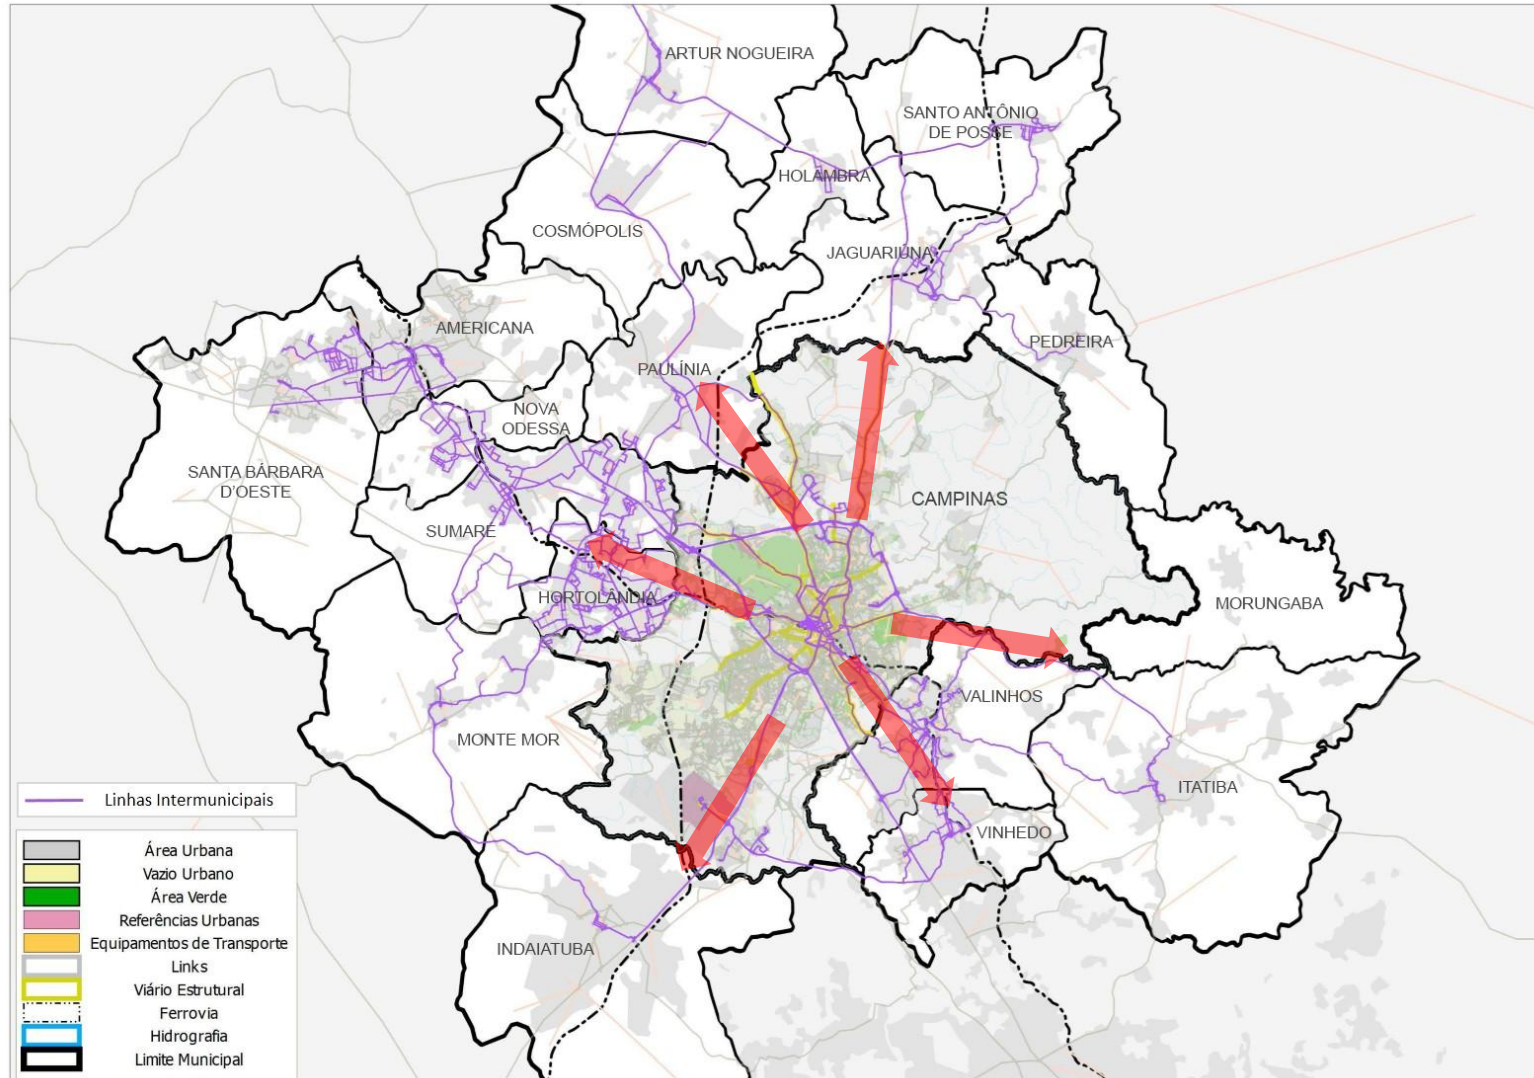 ARTUR NOGUEIRA
SANTO ANTÔNIO
DE POSSE
HOLAMBRA
COSMÓPOLIS
JAGUARIÚNA
AMERICANA
PEDREIRA
PAULÍNIA
NOVA
ODESSA
SANTA BÁRBARA
D'OESTE
CAMPINAS
SUMARÉ
HORTOLÂNDIA
MORUNGABA
VALINHOS
MONTE MOR
ITATIBA
VINHEDO
INDAIATUBA
Linhas Intermunicipais
Área Urbana
Vazio Urbano
Área Verde
Referências Urbanas
Equipamentos de Transporte
Links
Viário Estrutural
Ferrovia
Hidrografia
Limite Municipal